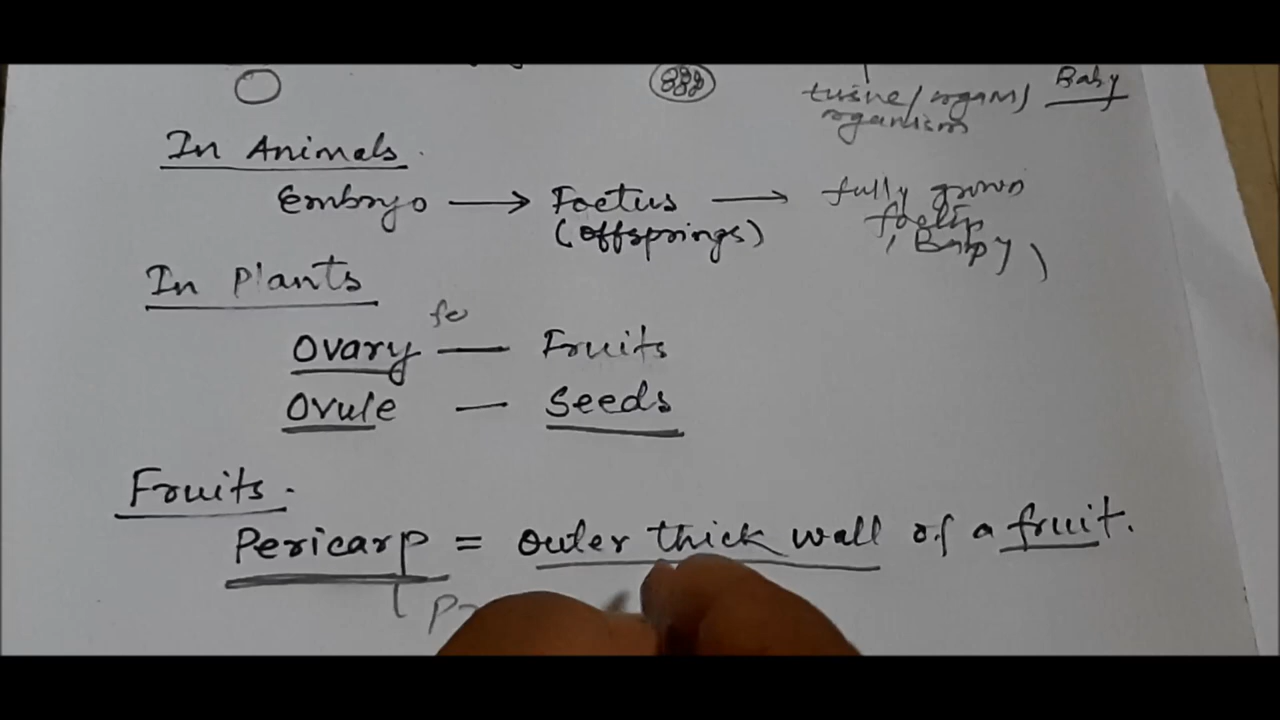 Baby
tissue/organs/
organism
In Animals.
Embryo → Foetus → fully grown
(offsprings)
(Baby)
In Plants
fe
Ovary — Fruits
Ovule — Seeds
Fruits.
Pericarp = outer thick wall of a fruit.